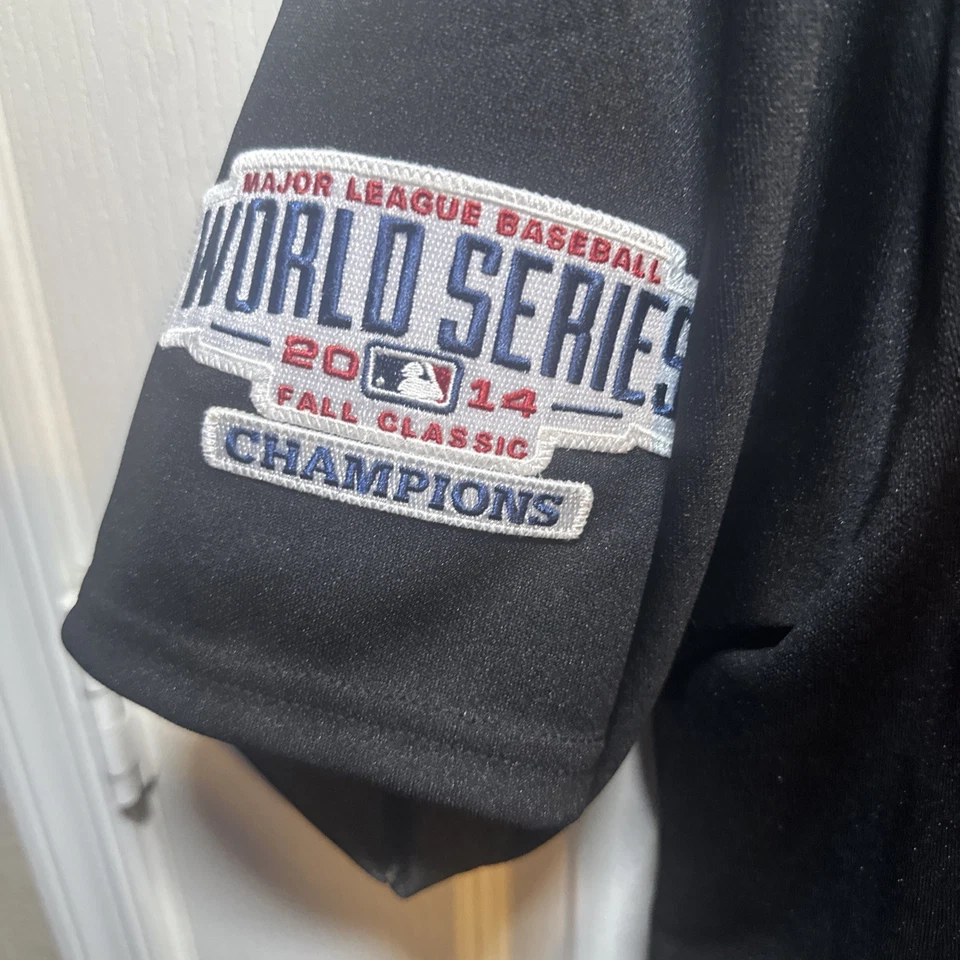 MAJOR LEAGUE BASEBALL
WORLD SERIES
2014
FALL CLASSIC
CHAMPIONS